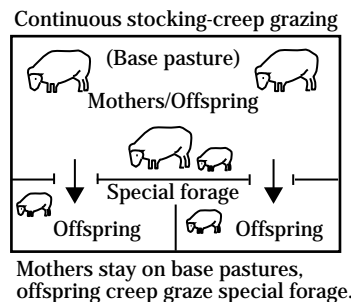 Continuous stocking-creep grazing
(Base pasture)
Mothers/Offspring
Special forage
Offspring
Offspring
Mothers stay on base pastures,
offspring creep graze special forage.